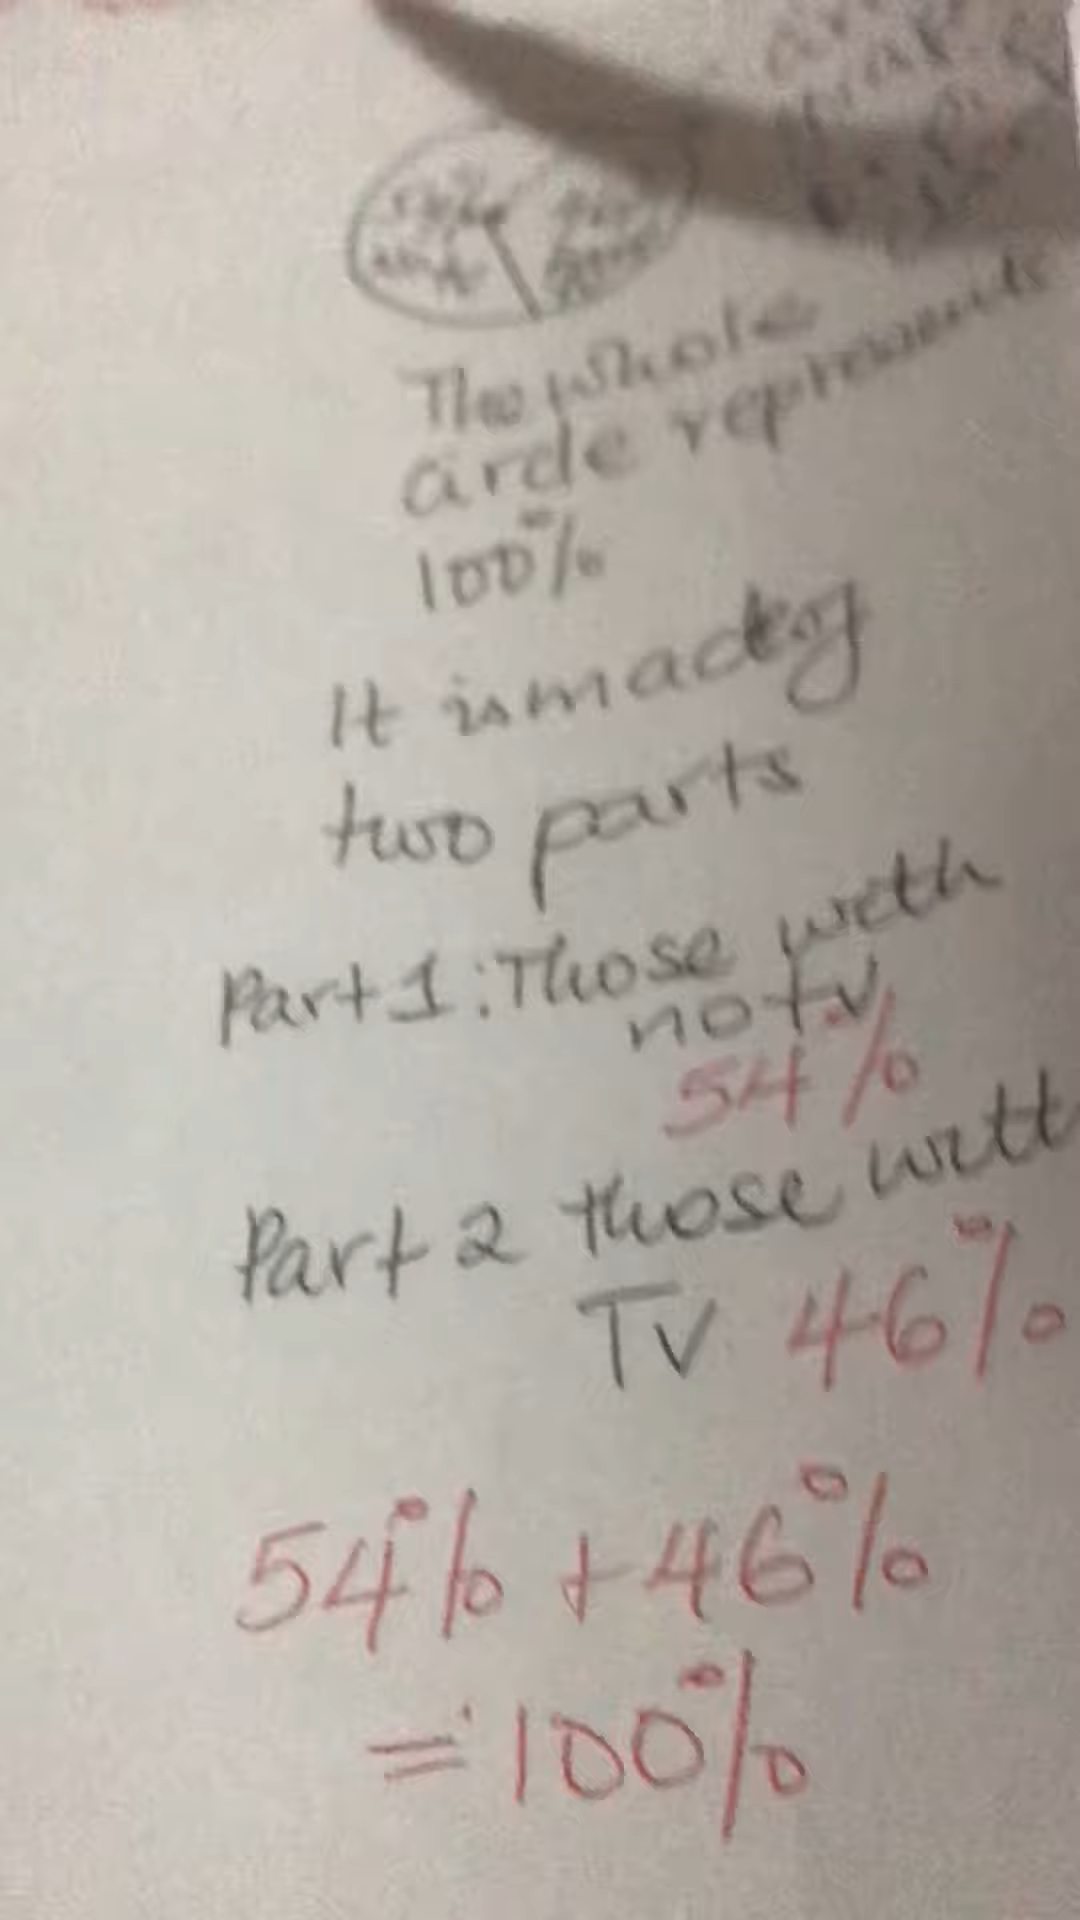 The whole
circle represents
100%
It is made of
two parts
Part 1: Those with
no tv
54%
Part 2 those with
TV 46%
54% + 46%
= 100%